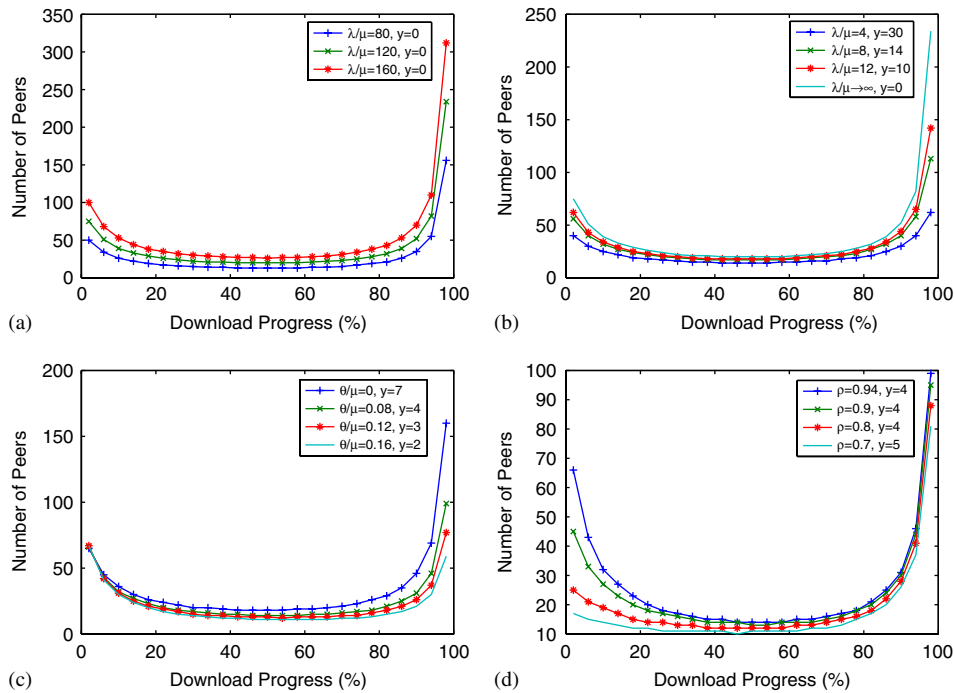 350
300
250
200
150
100
50
0
0 20 40 60 80 100
Number of Peers
Download Progress (%)
λ/μ=80, y=0
λ/μ=120, y=0
λ/μ=160, y=0
(a)
250
200
150
100
50
0
0 20 40 60 80 100
Number of Peers
Download Progress (%)
λ/μ=4, y=30
λ/μ=8, y=14
λ/μ=12, y=10
λ/μ→∞, y=0
(b)
200
150
100
50
0
0 20 40 60 80 100
Number of Peers
Download Progress (%)
θ/μ=0, y=7
θ/μ=0.08, y=4
θ/μ=0.12, y=3
θ/μ=0.16, y=2
(c)
100
90
80
70
60
50
40
30
20
10
0 20 40 60 80 100
Number of Peers
Download Progress (%)
ρ=0.94, y=4
ρ=0.9, y=4
ρ=0.8, y=4
ρ=0.7, y=5
(d)